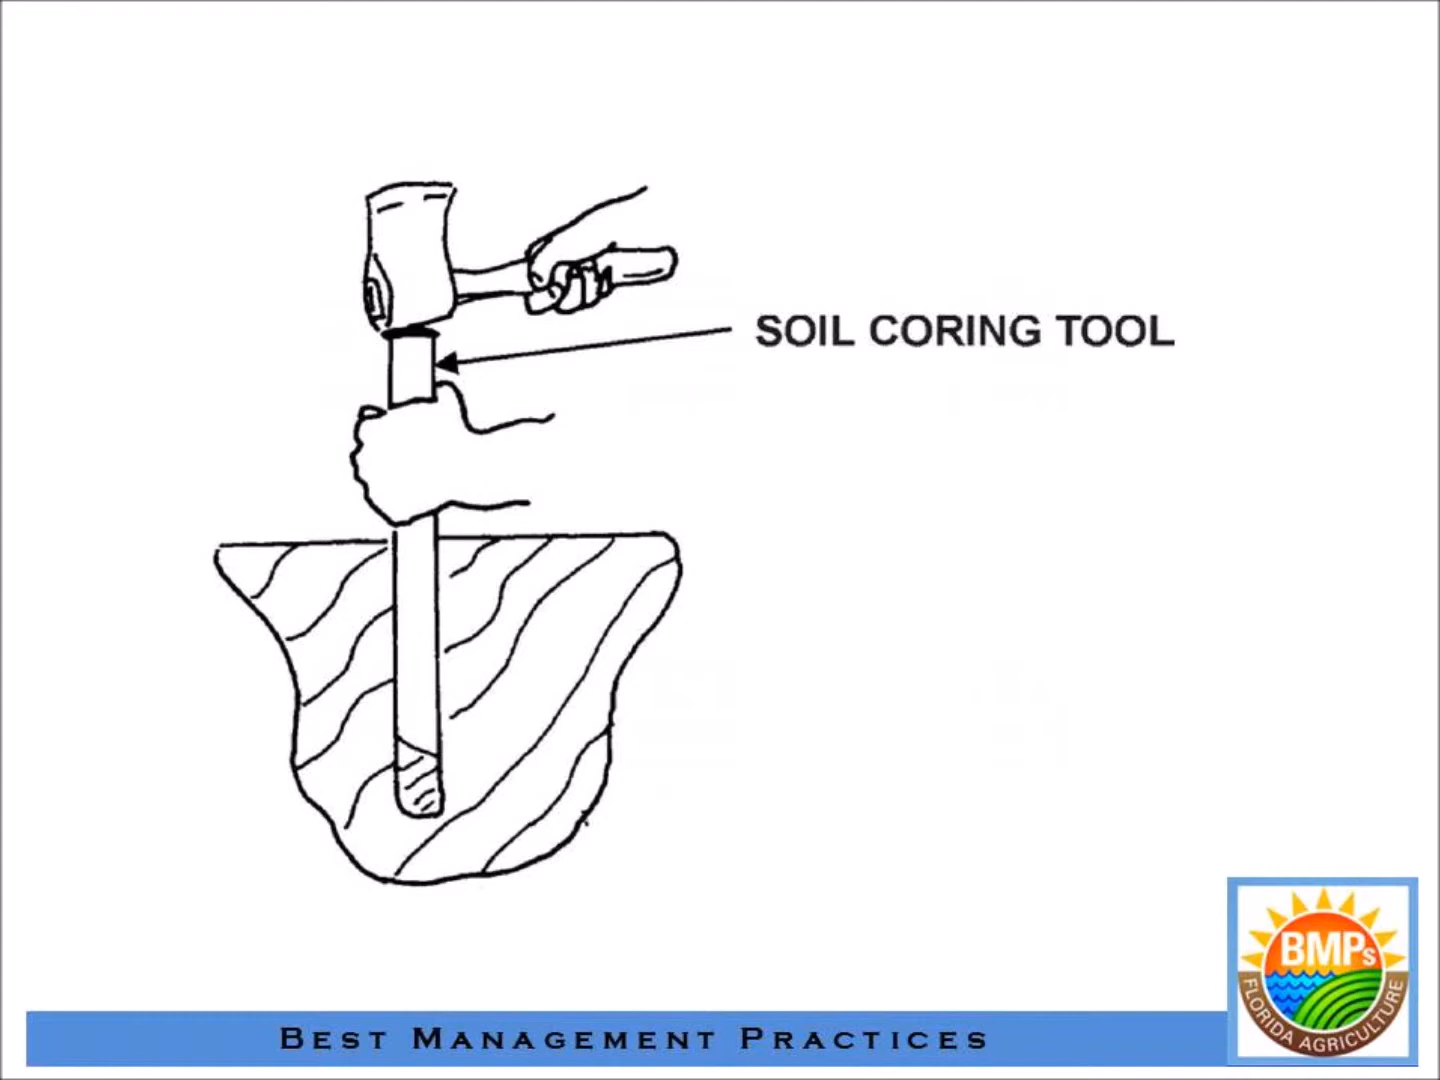 SOIL CORING TOOL
BEST MANAGEMENT PRACTICES
BMPs
FLORIDA AGRICULTURE